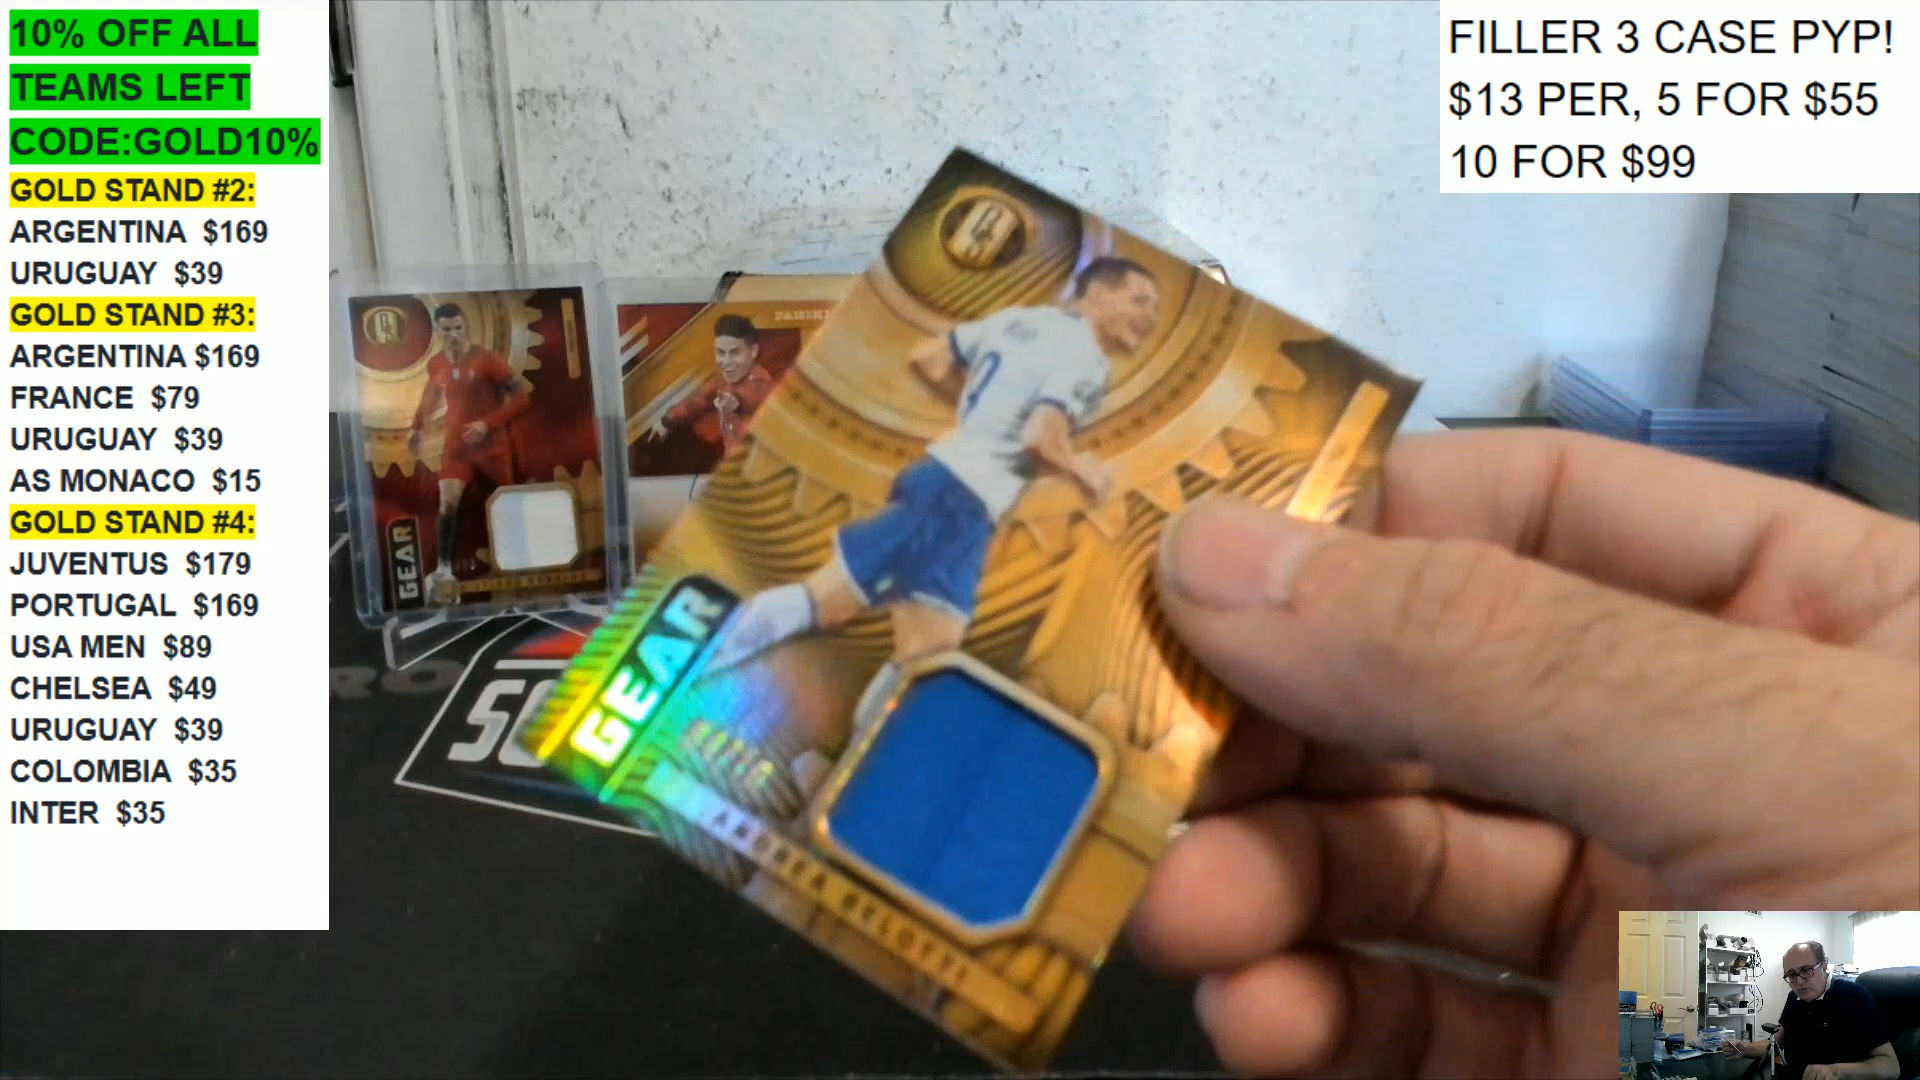 10% OFF ALL
TEAMS LEFT
CODE:GOLD10%
GOLD STAND #2:
ARGENTINA $169
URUGUAY $39
GOLD STAND #3:
ARGENTINA $169
FRANCE $79
URUGUAY $39
AS MONACO $15
GOLD STAND #4:
JUVENTUS $179
PORTUGAL $169
USA MEN $89
CHELSEA $49
URUGUAY $39
COLOMBIA $35
INTER $35
FILLER 3 CASE PYP!
$13 PER, 5 FOR $55
10 FOR $99
PANINI
GEAR
GEAR
ANDREA BELOTTI